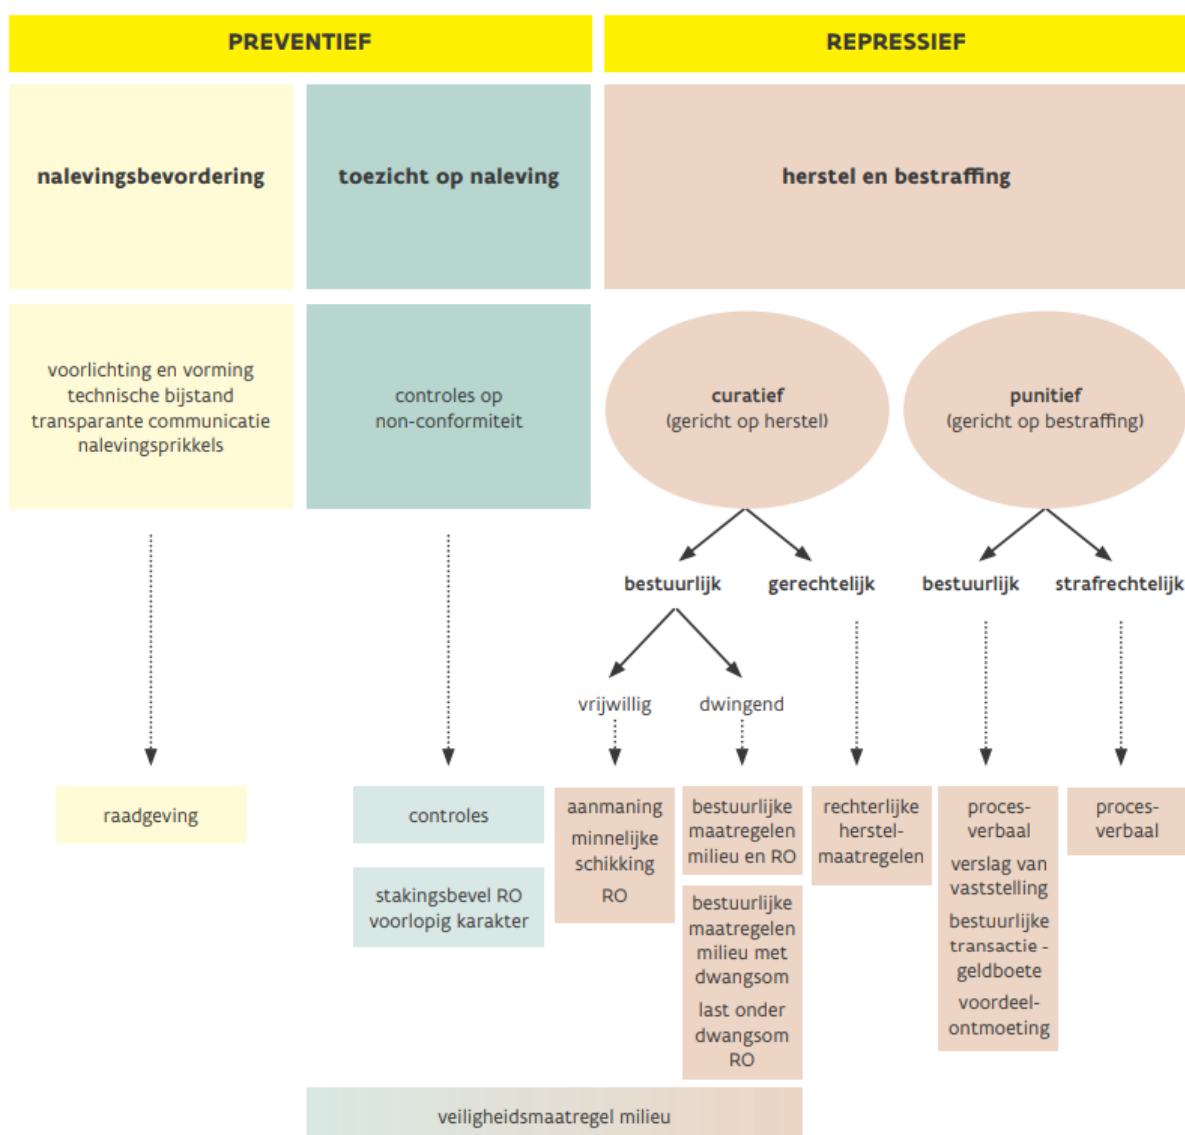 PREVENTIEF
REPRESSIEF
nalevingsbevordering
toezicht op naleving
herstel en bestraffing
voorlichting en vorming
technische bijstand
transparante communicatie
nalevingsprikkels
controles op
non-conformiteit
curatief
(gericht op herstel)
punitief
(gericht op bestraffing)
bestuurlijk
gerechtelijk
bestuurlijk
strafrechtelijk
vrijwillig
dwingend
raadgeving
controles
stakingsbevel RO
voorlopig karakter
aanmaning
minnelijke
schikking
RO
bestuurlijke
maatregelen
milieu en RO
bestuurlijke
maatregelen
milieu met
dwangsom
last onder
dwangsom
RO
rechterlijke
herstel-
maatregelen
proces-
verbaal
verslag van
vaststelling
bestuurlijke
transactie -
geldboete
voordeel-
ontmoeting
proces-
verbaal
veiligheidsmaatregel milieu